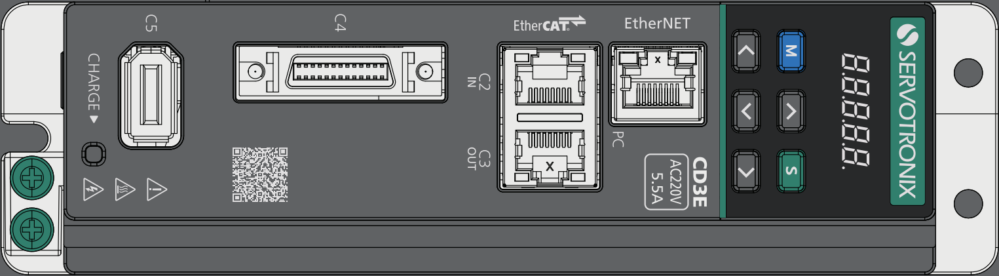 SERVOTRONIX
8.8.8.8.8.
M
S
EtherNET
X
PC
CD3E
AC220V
5.5A
EtherCAT®
C2
IN
C3
OUT
X
C4
C5
CHARGE